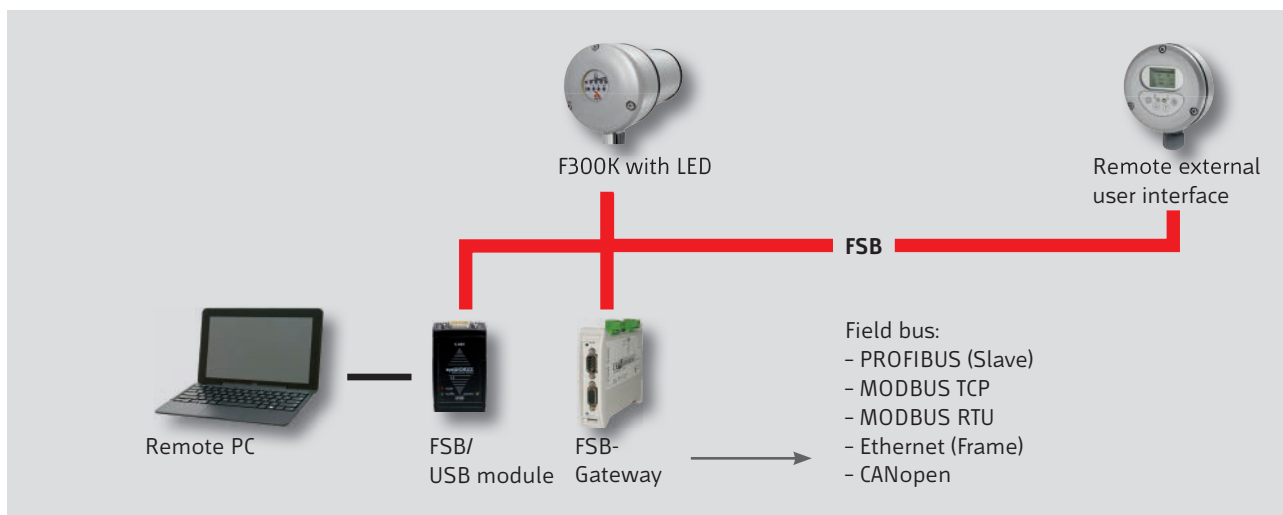 F300K with LED
Remote external
user interface
FSB
Remote PC
FSB/
USB module
FSB-
Gateway
Field bus:
– PROFIBUS (Slave)
– MODBUS TCP
– MODBUS RTU
– Ethernet (Frame)
– CANopen